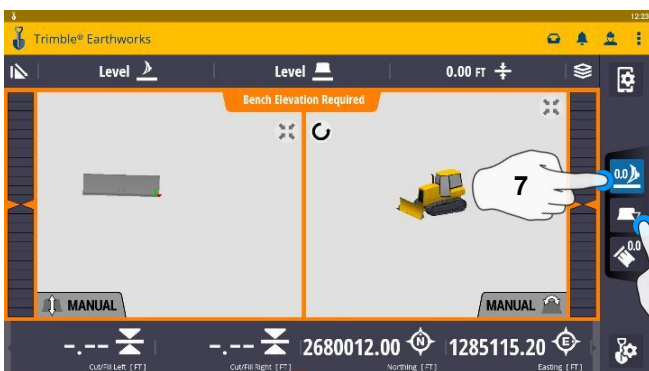 12:23
Trimble® Earthworks
Level
Level
0.00 FT
Bench Elevation Required
7
0.0
0.0
MANUAL
MANUAL
-.--
-.--
2680012.00
N
1285115.20
E
Cut/Fill Left [FT]
Cut/Fill Right [FT]
Northing [FT]
Easting [FT]